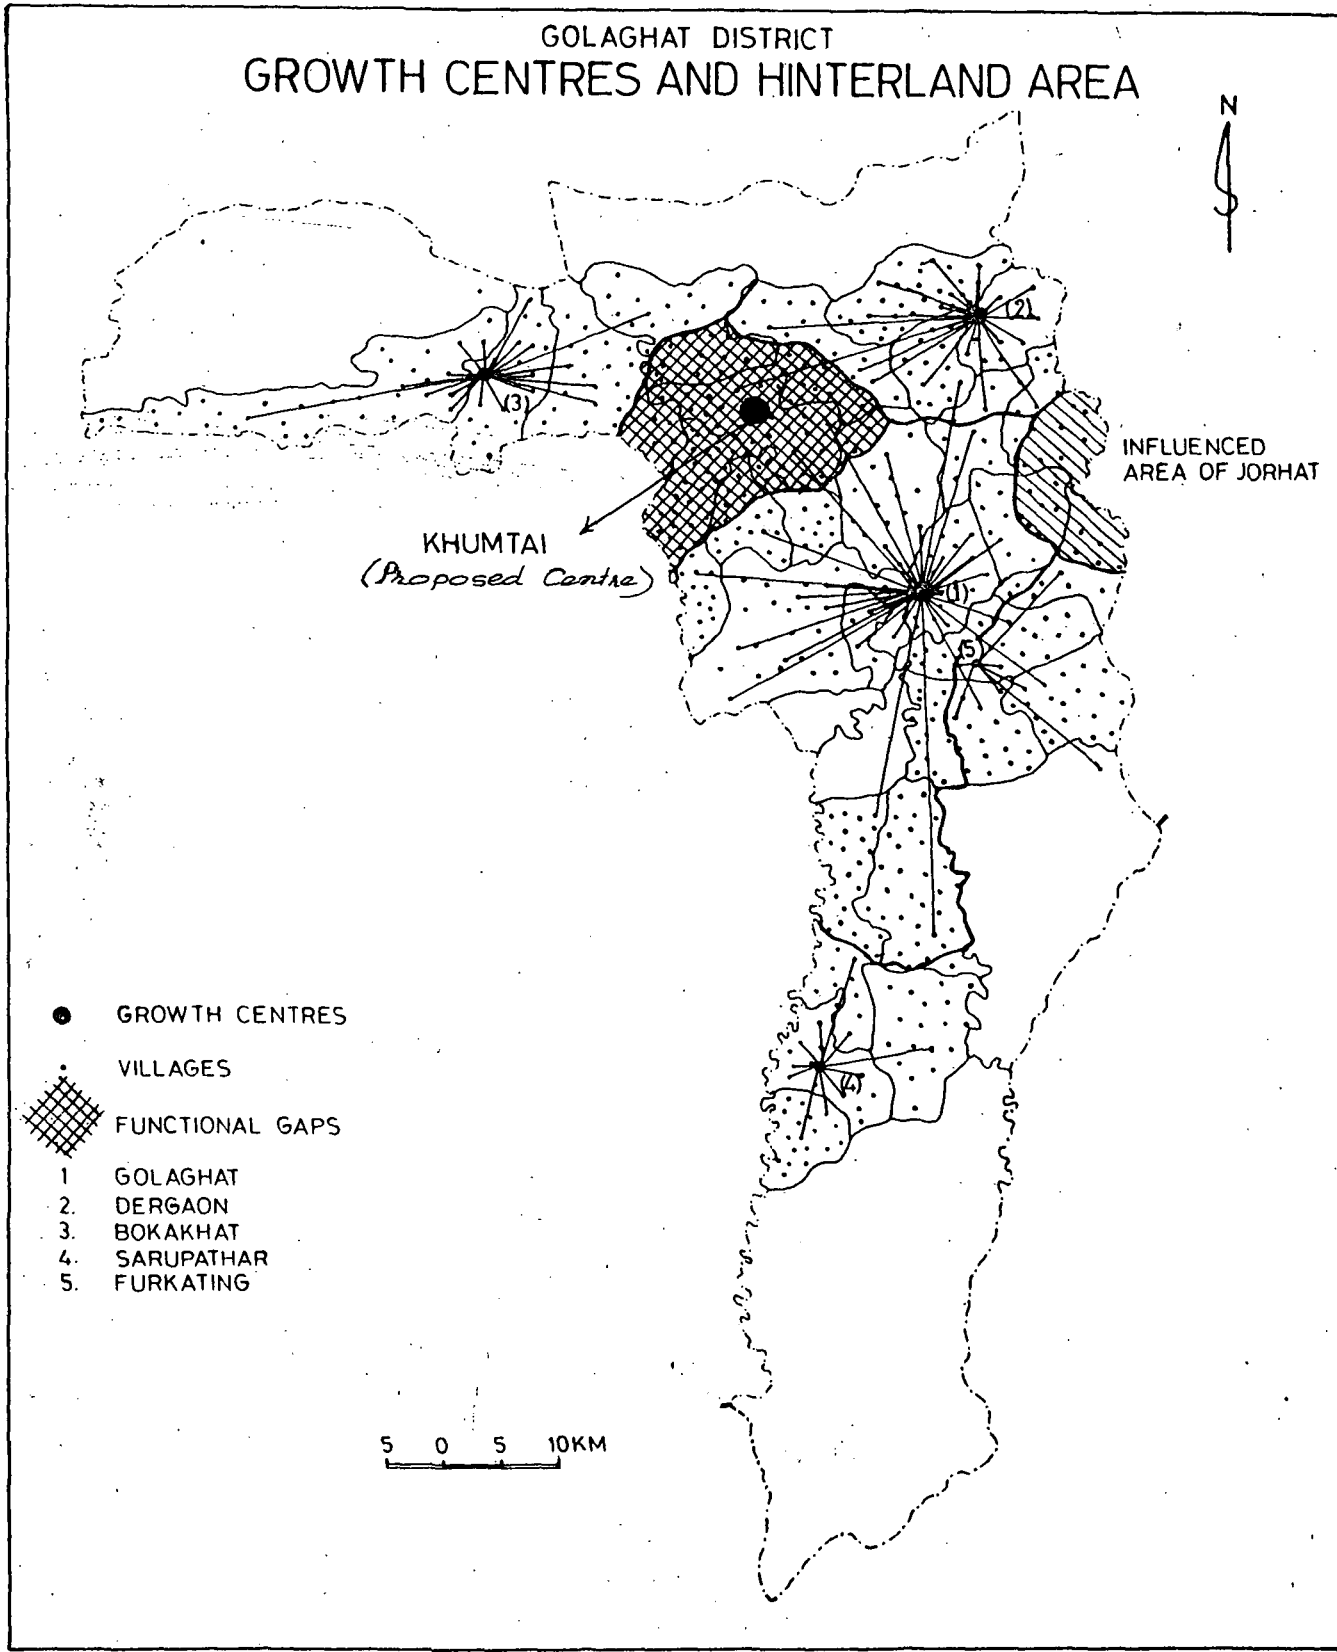 GOLAGHAT DISTRICT
GROWTH CENTRES AND HINTERLAND AREA
N
(2)
(3)
INFLUENCED
AREA OF JORHAT
KHUMTAI
(Proposed Centre)
(1)
(5)
(4)
GROWTH CENTRES
VILLAGES
FUNCTIONAL GAPS
1 GOLAGHAT
2. DERGAON
3. BOKAKHAT
4. SARUPATHAR
5. FURKATING
5 0 5 10KM